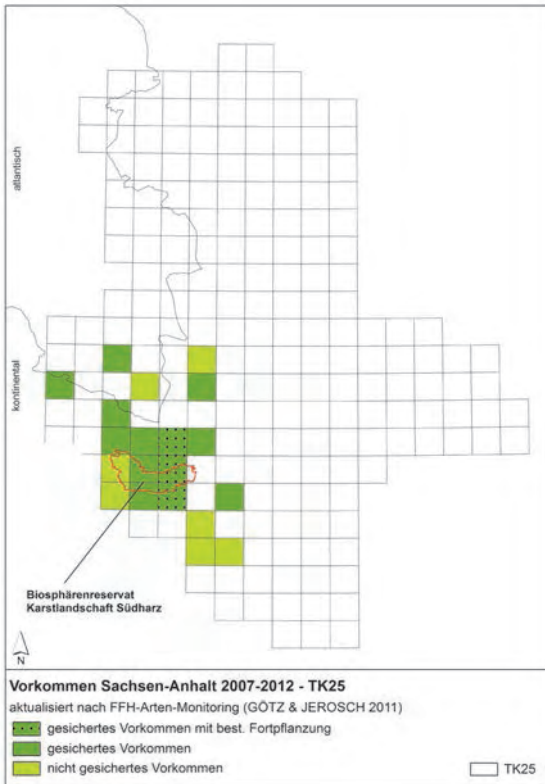 atlantisch
kontinental
Biosphärenreservat
Karstlandschaft Südharz
N
Vorkommen Sachsen-Anhalt 2007-2012 - TK25
aktualisiert nach FFH-Arten-Monitoring (GÖTZ & JEROSCH 2011)
gesichertes Vorkommen mit best. Fortpflanzung
gesichertes Vorkommen
nicht gesichertes Vorkommen
TK25